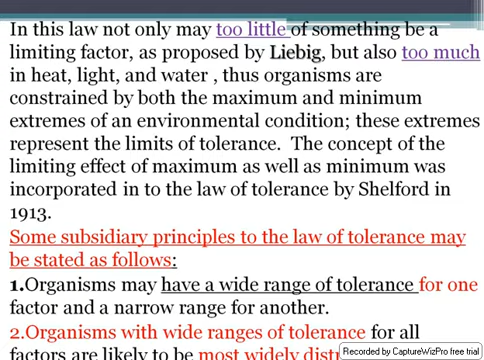 In this law not only may too little of something be a
limiting factor, as proposed by Liebig, but also too much
in heat, light, and water , thus organisms are
constrained by both the maximum and minimum
extremes of an environmental condition; these extremes
represent the limits of tolerance.  The concept of the
limiting effect of maximum as well as minimum was
incorporated in to the law of tolerance by Shelford in
1913.
Some subsidiary principles to the law of tolerance may
be stated as follows:
1.Organisms may have a wide range of tolerance for one
factor and a narrow range for another.
2.Organisms with wide ranges of tolerance for all
factors are likely to be most widely
Recorded by CaptureWizPro free trial